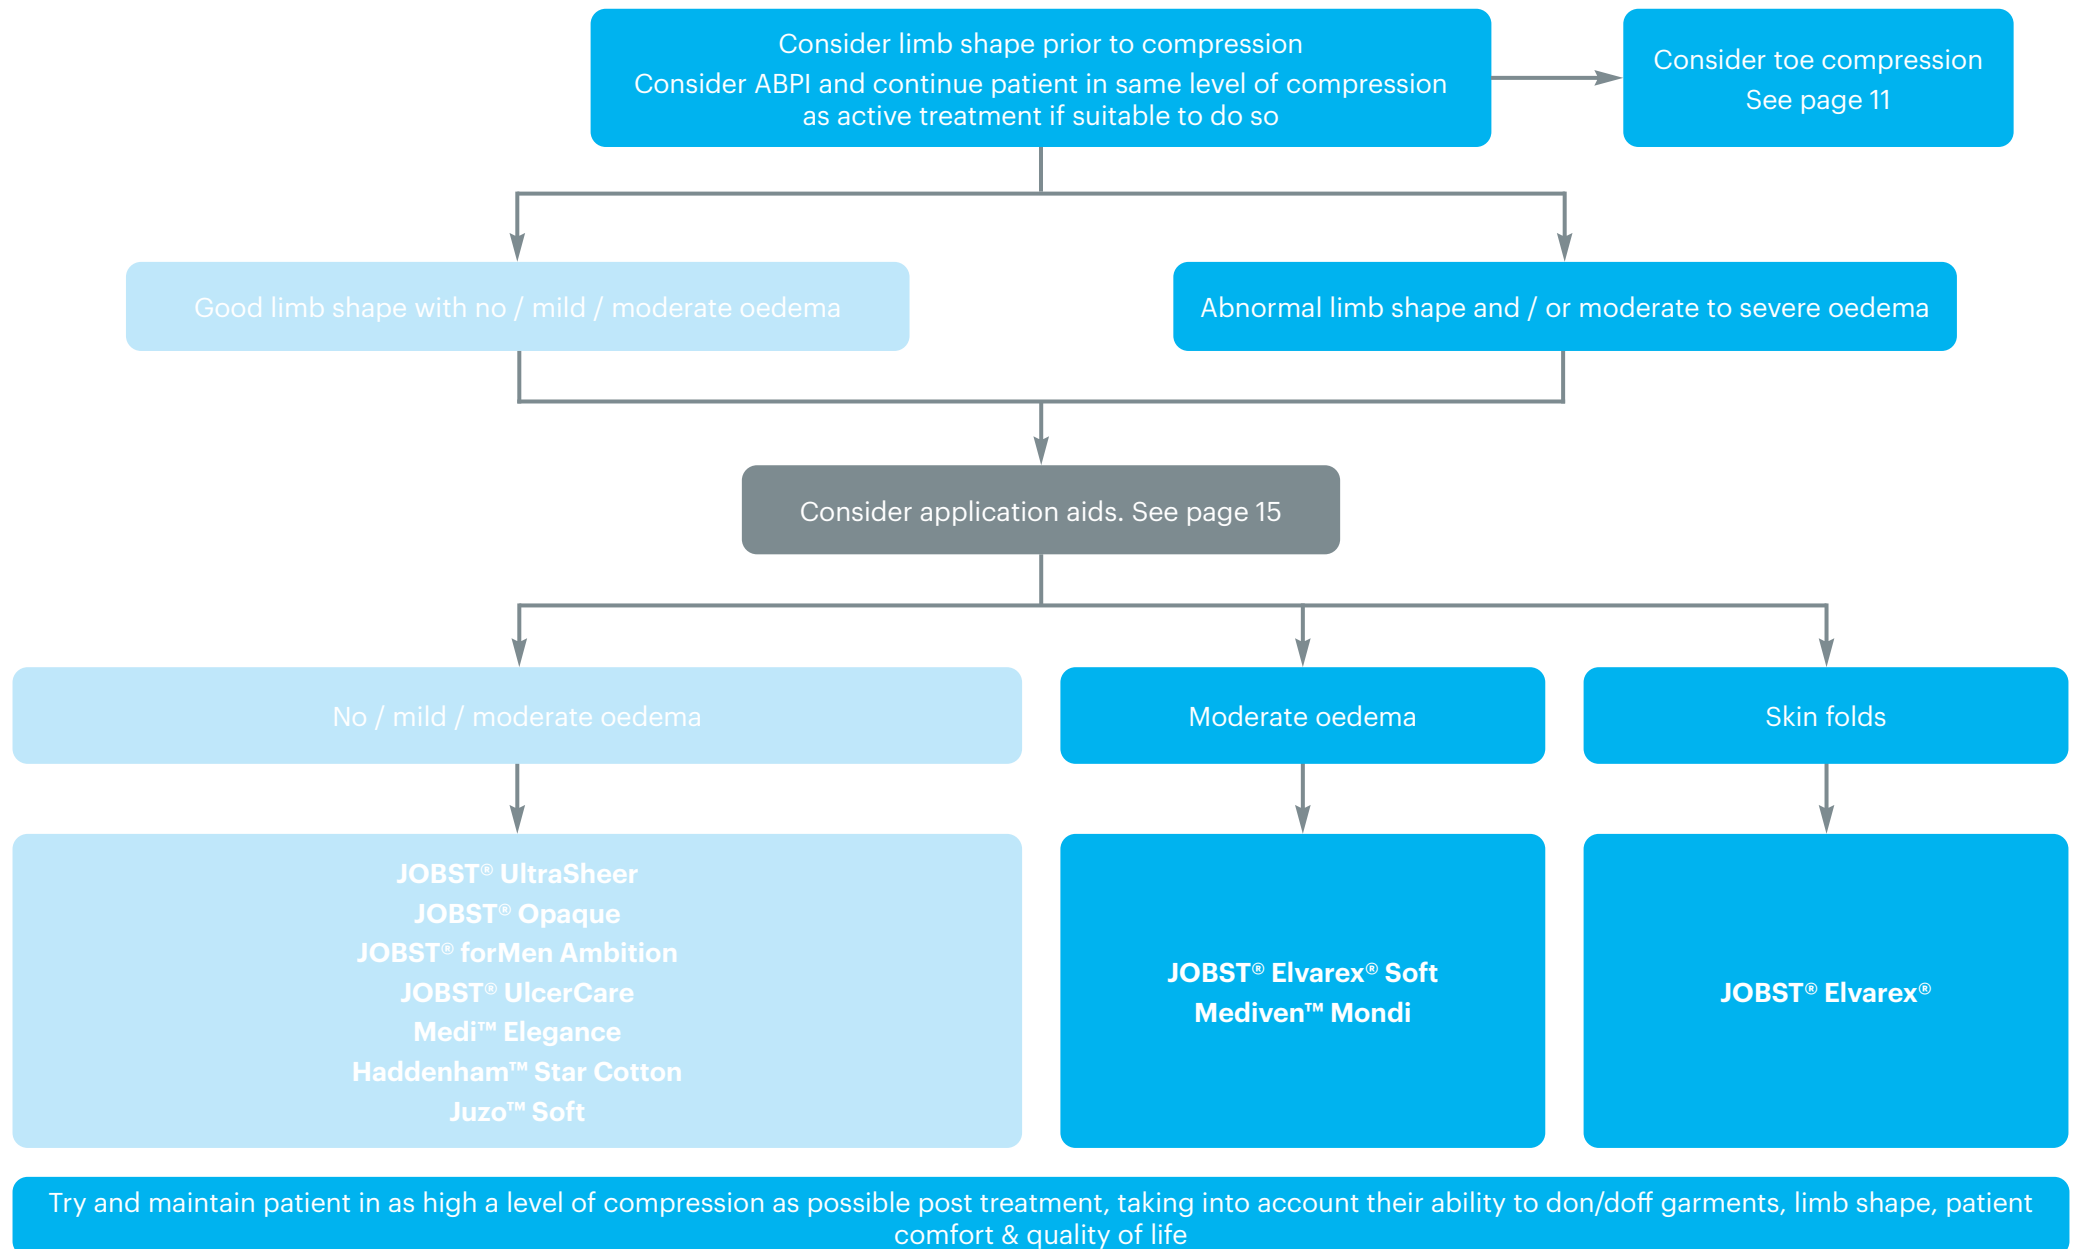 Consider limb shape prior to compression
Consider ABPI and continue patient in same level of compression
as active treatment if suitable to do so
Consider toe compression
See page 11
Good limb shape with no / mild / moderate oedema
Abnormal limb shape and / or moderate to severe oedema
Consider application aids. See page 15
No / mild / moderate oedema
Moderate oedema
Skin folds
JOBST® UltraSheer
JOBST® Opaque
JOBST® forMen Ambition
JOBST® UlcerCare
Medi™ Elegance
Haddenham™ Star Cotton
Juzo™ Soft
JOBST® Elvarex® Soft
Mediven™ Mondi
JOBST® Elvarex®
Try and maintain patient in as high a level of compression as possible post treatment, taking into account their ability to don/doff garments, limb shape, patient
comfort & quality of life